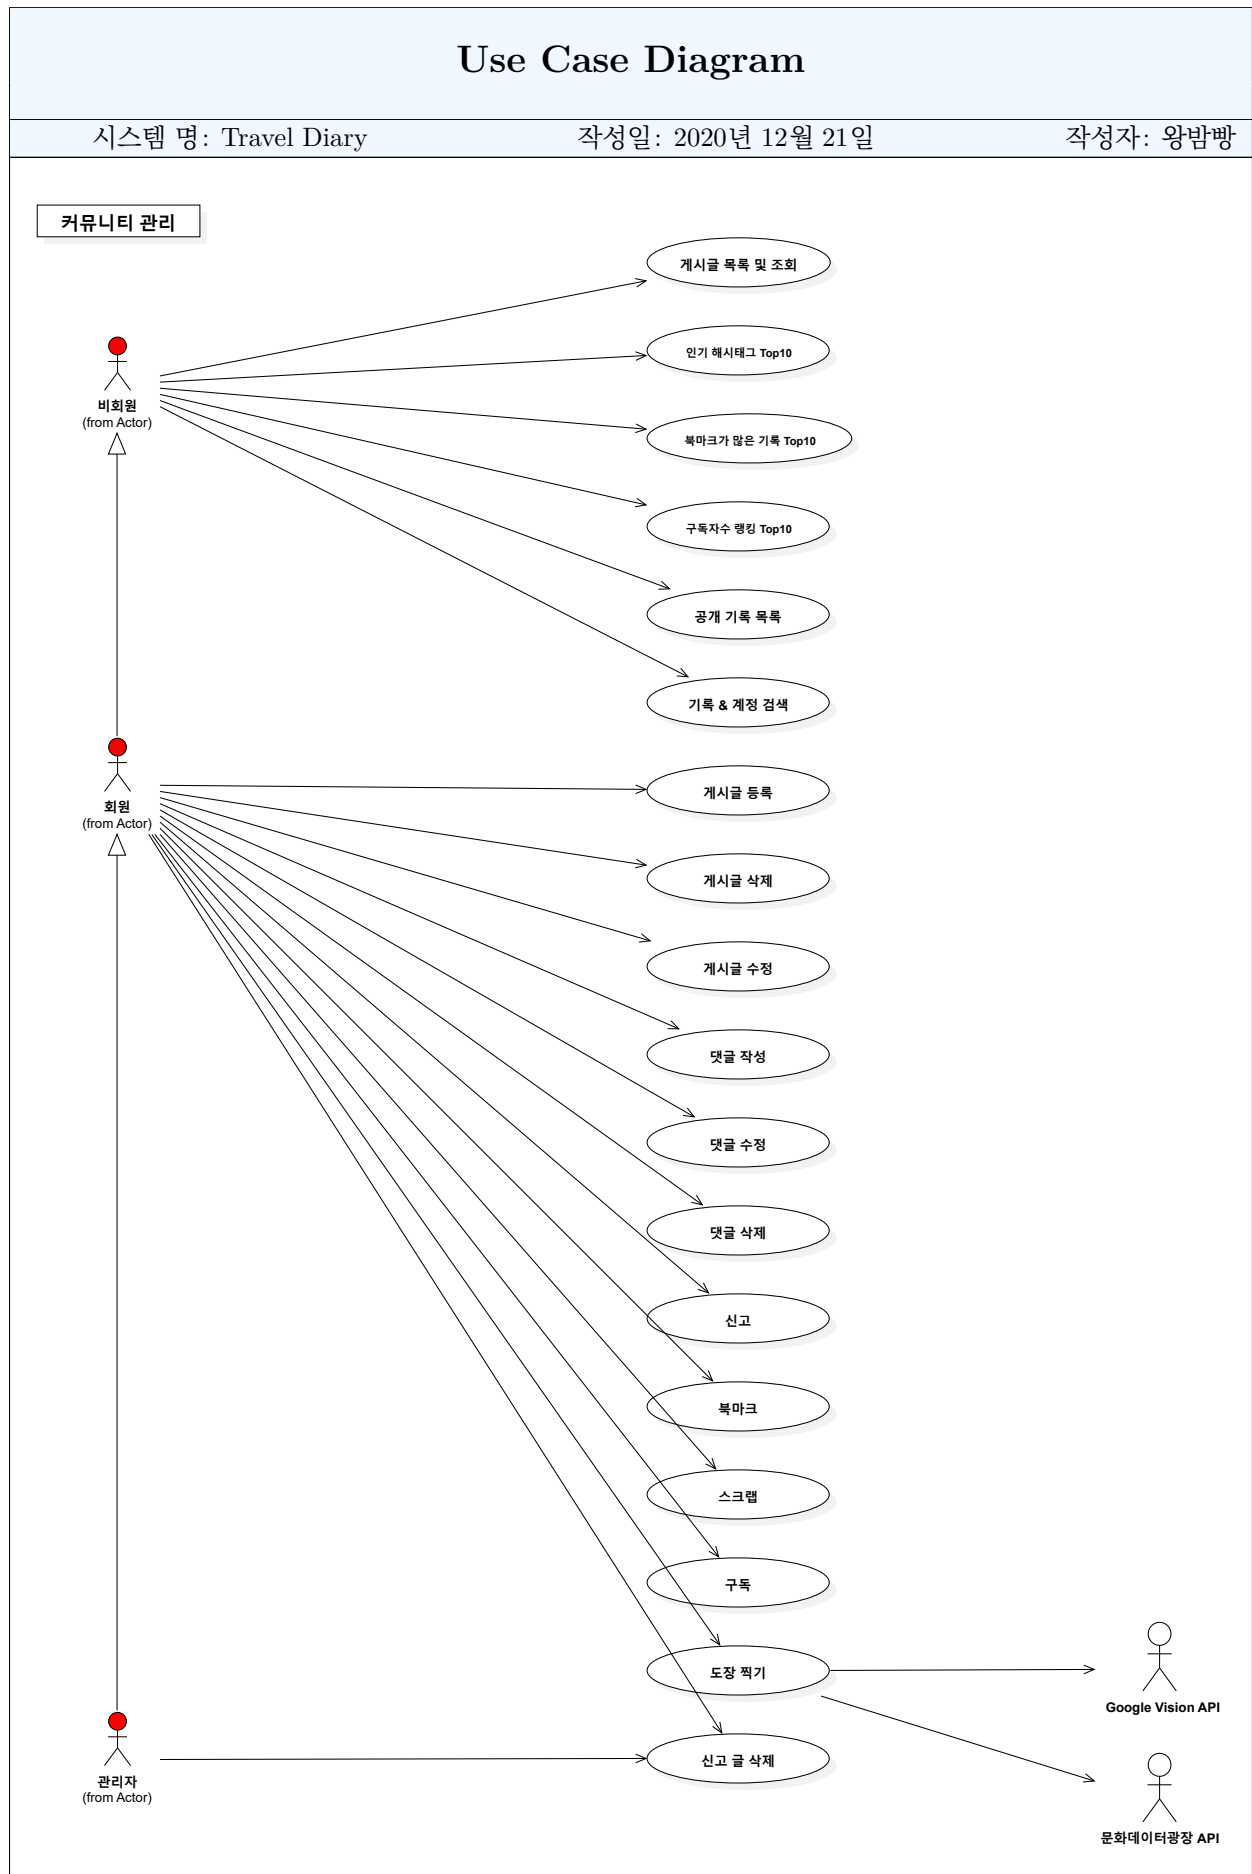 Use Case Diagram
시스템 명: Travel Diary 작성일: 2020년 12월 21일 작성자: 왕밤빵
커뮤니티 관리
게시글 목록 및 조회
인기 해시태그 Top10
비회원
(from Actor)
북마크가 많은 기록 Top10
구독자수 랭킹 Top10
공개 기록 목록
기록 & 계정 검색
게시글 등록
회원
(from Actor)
게시글 삭제
게시글 수정
댓글 작성
댓글 수정
댓글 삭제
신고
북마크
스크랩
구독
도장 찍기
Google Vision API
신고 글 삭제
관리자
(from Actor)
문화데이터광장 API